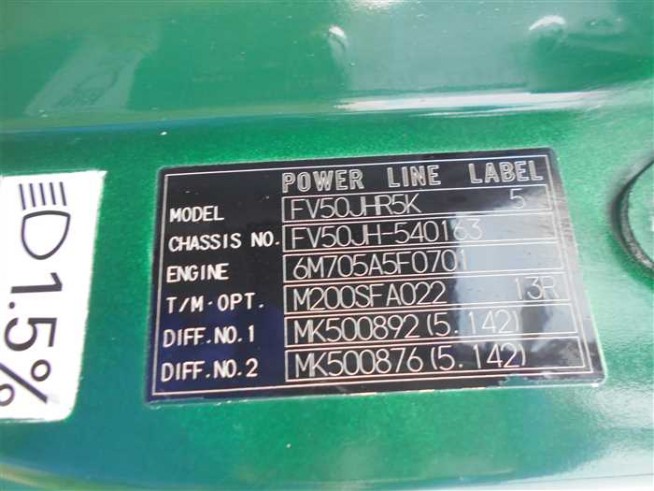 POWER LINE LABEL
MODEL FV50JHR5K 5
CHASSIS NO. FV50JH-540163
ENGINE 6M705A5F0701
T/M·OPT. M200SFA022 13R
DIFF.NO.1 MK500892(5.142)
DIFF.NO.2 MK500876(5.142)
1.5%